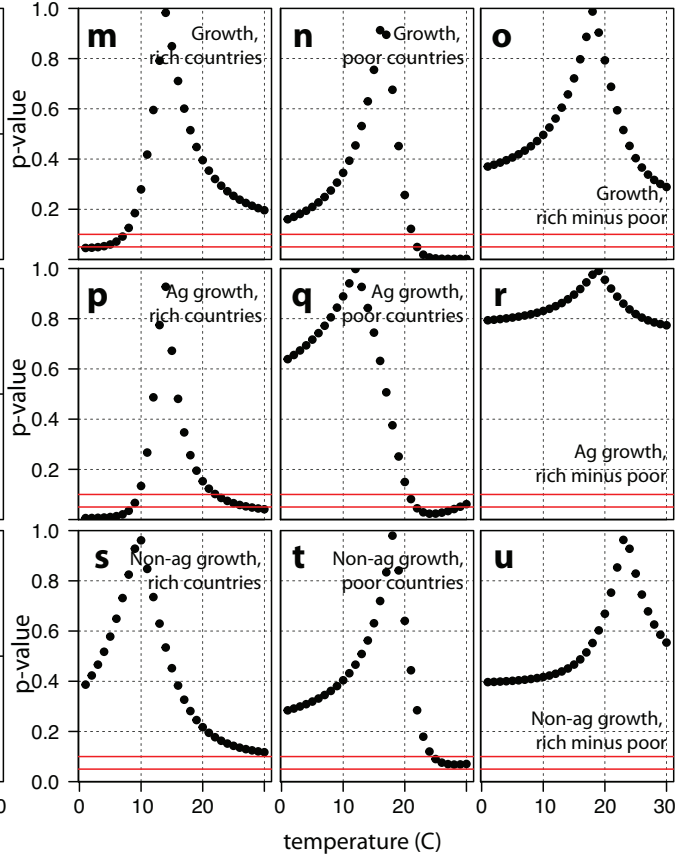 1.0
0.8
0.6
0.4
0.2
p-value
m
Growth,
rich countries
n
Growth,
poor countries
o
Growth,
rich minus poor
1.0
0.8
0.6
0.4
0.2
p-value
p
Ag growth,
rich countries
q
Ag growth,
poor countries
r
Ag growth,
rich minus poor
1.0
0.8
0.6
0.4
0.2
0.0
p-value
s
Non-ag growth,
rich countries
t
Non-ag growth,
poor countries
u
Non-ag growth,
rich minus poor
0 0 10 20 0 10 20 0 10 20 30
temperature (C)